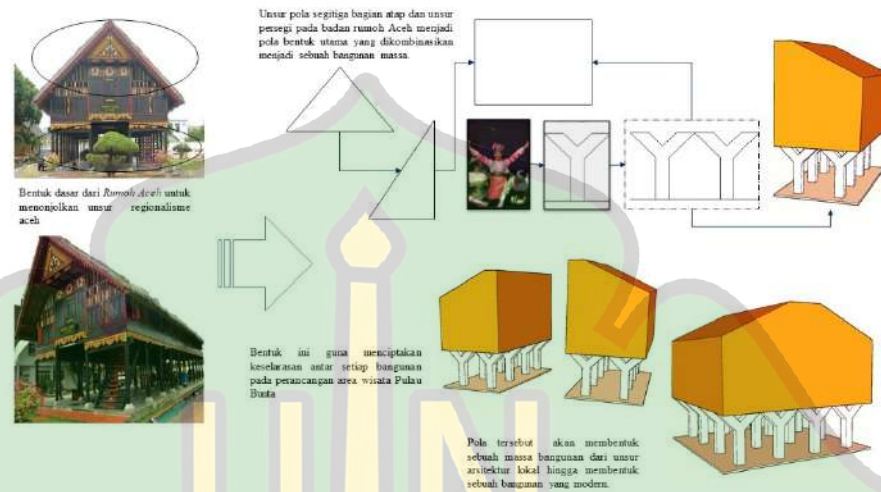 Unsur pola segitiga bagian atap dan unsur
persegi pada badan rumoh Aceh menjadi
pola bentuk utama yang dikombinasikan
menjadi sebuah bangunan massa.
Bentuk dasar dari Rumoh Aceh untuk
menonjolkan unsur regionalisme
aceh
Bentuk ini guna menciptakan
keselarasan antar setiap bangunan
pada perancangan area wisata Pulau
Bunta
Pola tersebut akan membentuk
sebuah massa bangunan dari unsur
arsitektur lokal hingga membentuk
sebuah bangunan yang modern.